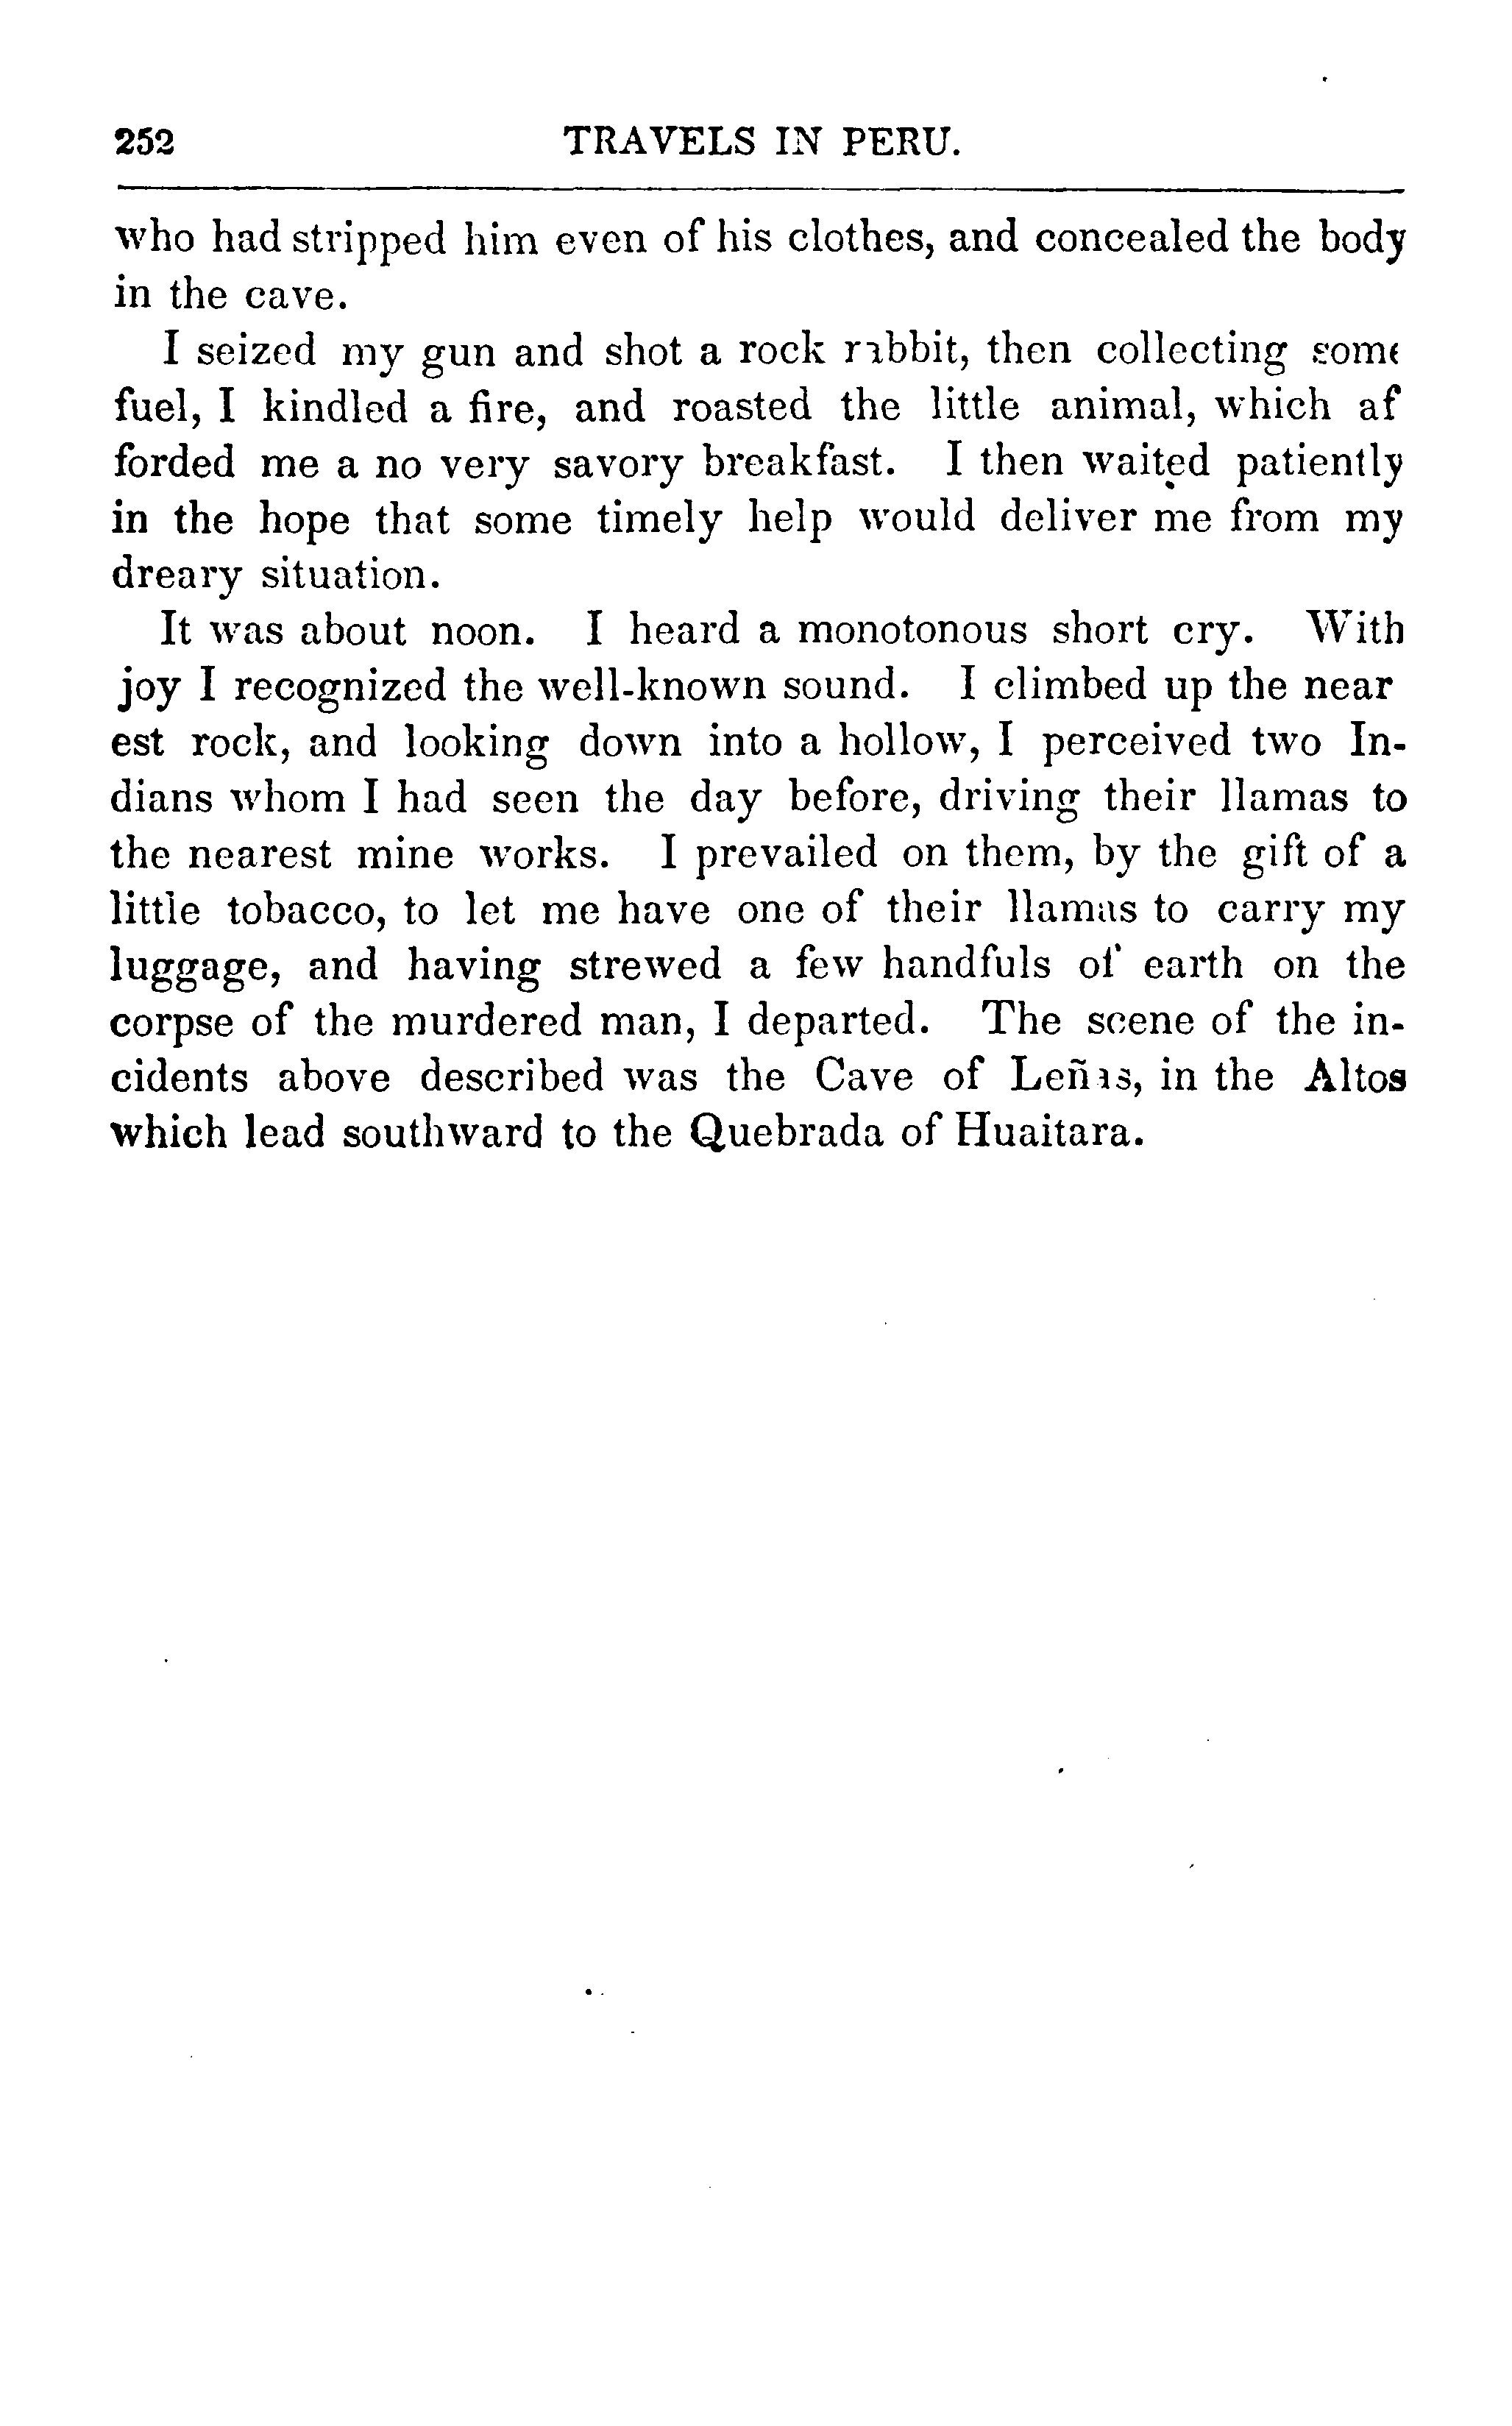 252 TRAVELS IN PERU.
who had stripped him even of his clothes, and concealed the body
in the cave.
I seized my gun and shot a rock rabbit, then collecting some
fuel, I kindled a fire, and roasted the little animal, which af
forded me a no very savory breakfast. I then waited patiently
in the hope that some timely help would deliver me from my
dreary situation.
It was about noon. I heard a monotonous short cry. With
joy I recognized the well-known sound. I climbed up the near
est rock, and looking down into a hollow, I perceived two In-
dians whom I had seen the day before, driving their llamas to
the nearest mine works. I prevailed on them, by the gift of a
little tobacco, to let me have one of their llamas to carry my
luggage, and having strewed a few handfuls of earth on the
corpse of the murdered man, I departed. The scene of the in-
cidents above described was the Cave of Leñas, in the Altos
which lead southward to the Quebrada of Huaitara.